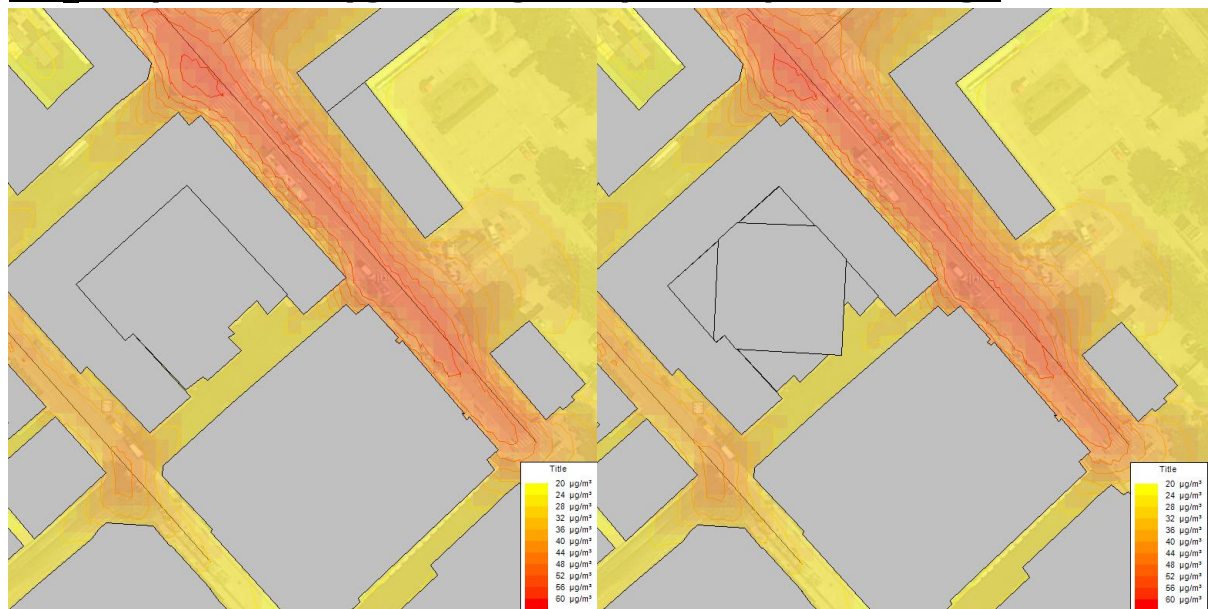 Title
20 µg/m³
24 µg/m³
28 µg/m³
32 µg/m³
36 µg/m³
40 µg/m³
44 µg/m³
48 µg/m³
52 µg/m³
56 µg/m³
60 µg/m³
Title
20 µg/m³
24 µg/m³
28 µg/m³
32 µg/m³
36 µg/m³
40 µg/m³
44 µg/m³
48 µg/m³
52 µg/m³
56 µg/m³
60 µg/m³